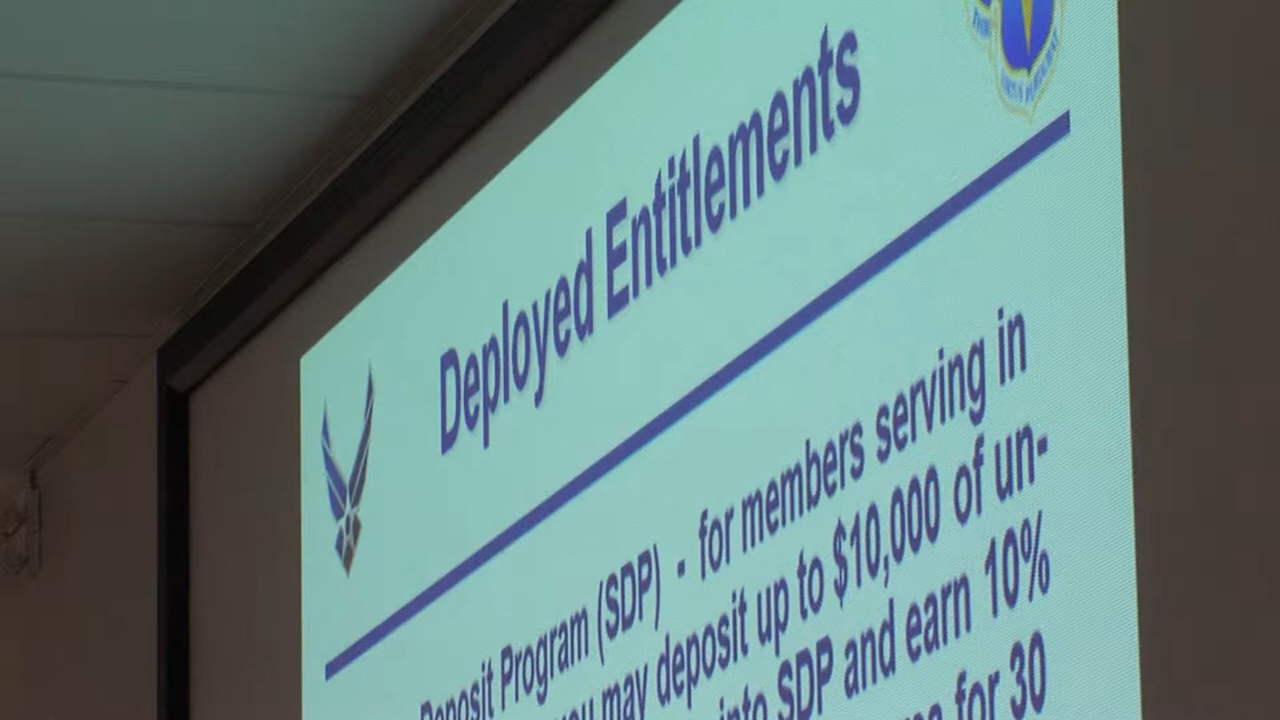 Deployed Entitlements
Deposit Program (SDP) - for members serving in
you may deposit up to $10,000 of un-
into SDP and earn 10%
for 30